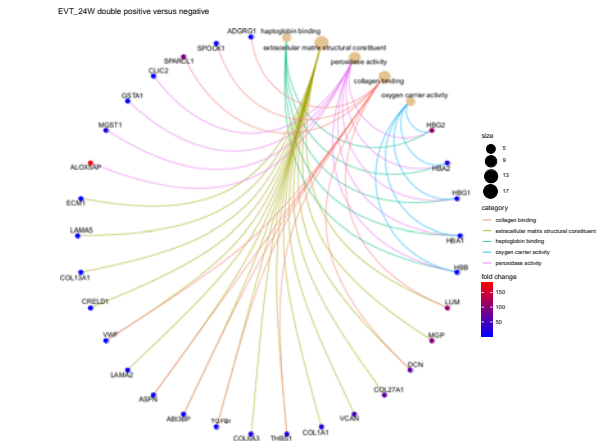 EVT_24W double positive versus negative
ADGRG1
haptoglobin binding
SPOCK1
extracellular matrix structural constituent
SPARCL1
peroxidase activity
CLIC2
collagen binding
GSTA1
oxygen carrier activity
MGST1
HBG2
ALOX5AP
HBA2
ECM1
HBG1
LAMA5
HBA1
COL13A1
HBB
CRELD1
LUM
VWF
MGP
LAMA2
DCN
ASPN
COL27A1
ABI3BP
VCAN
TGFBI
COL1A1
COL6A3
THBS1
size
5
9
13
17
category
collagen binding
extracellular matrix structural constituent
haptoglobin binding
oxygen carrier activity
peroxidase activity
fold change
150
100
50